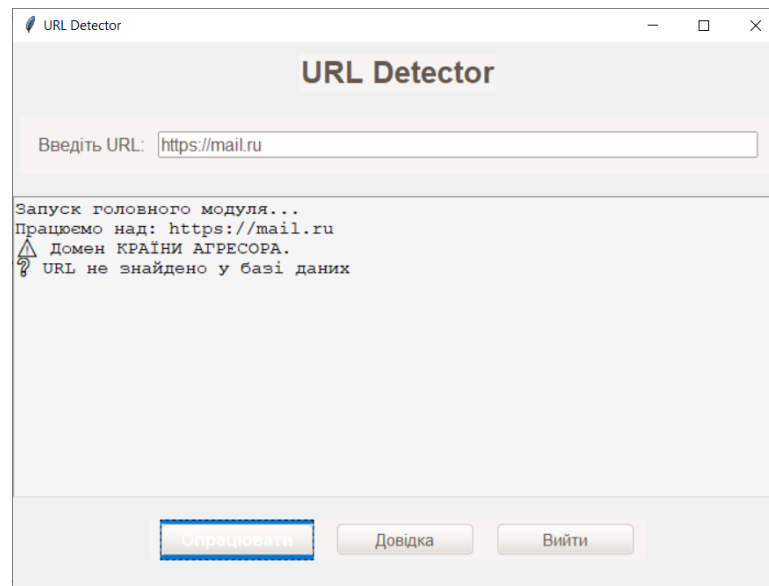 URL Detector
URL Detector
Введіть URL: https://mail.ru
Запуск головного модуля...
Працюємо над: https://mail.ru
⚠ Домен КРАЇНИ АГРЕСОРА.
? URL не знайдено у базі даних
Опрацювати Довідка Вийти